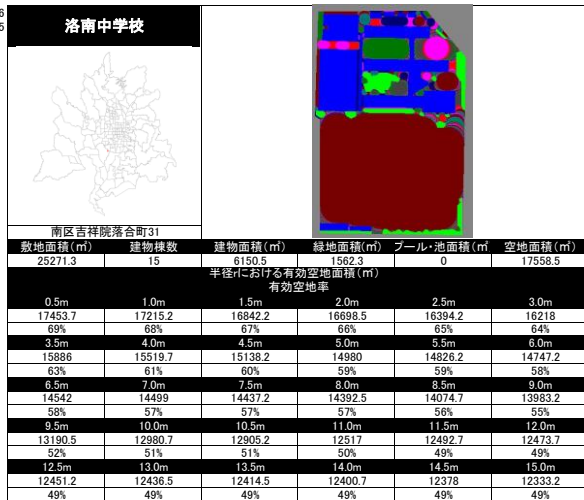 6
5
洛南中学校
南区吉祥院落合町31
敷地面積(㎡) 建物棟数 建物面積(㎡) 緑地面積(㎡) プール・池面積(㎡ 空地面積(㎡)
25271.3 15 6150.5 1562.3 0 17558.5
半径rにおける有効空地面積(㎡)
有効空地率
0.5m 1.0m 1.5m 2.0m 2.5m 3.0m
17453.7 17215.2 16842.2 16698.5 16394.2 16218
69% 68% 67% 66% 65% 64%
3.5m 4.0m 4.5m 5.0m 5.5m 6.0m
15886 15519.7 15138.2 14980 14826.2 14747.2
63% 61% 60% 59% 59% 58%
6.5m 7.0m 7.5m 8.0m 8.5m 9.0m
14542 14499 14437.2 14392.5 14074.7 13983.2
58% 57% 57% 57% 56% 55%
9.5m 10.0m 10.5m 11.0m 11.5m 12.0m
13190.5 12980.7 12905.2 12517 12492.7 12473.7
52% 51% 51% 50% 49% 49%
12.5m 13.0m 13.5m 14.0m 14.5m 15.0m
12451.2 12436.5 12414.5 12400.7 12378 12333.2
49% 49% 49% 49% 49% 49%